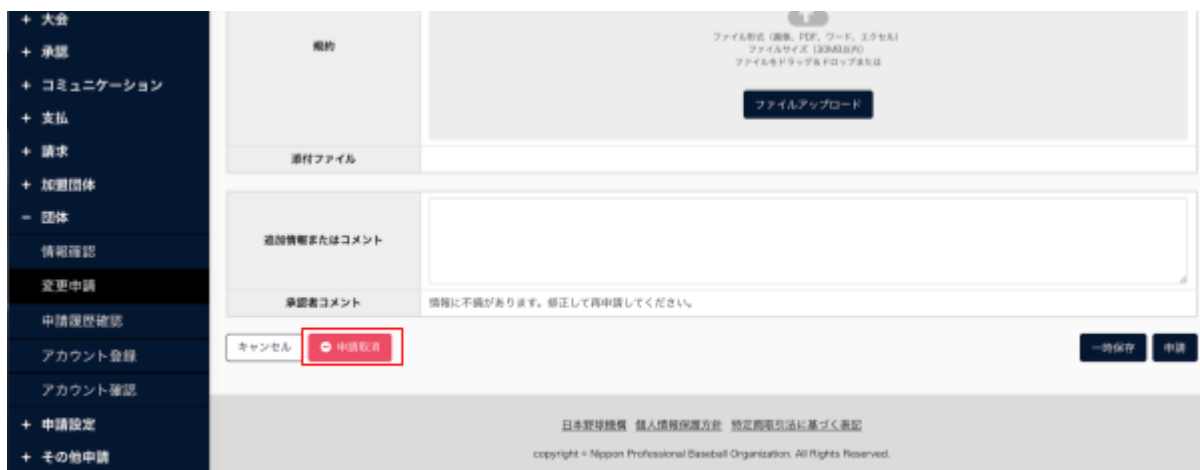 + 大会
+ 承認
+ コミュニケーション
+ 支払
+ 請求
+ 加盟団体
− 団体
情報確認
変更申請
申請履歴確認
アカウント登録
アカウント確認
+ 申請設定
+ その他申請
規約
ファイル形式（画像、PDF、ワード、エクセル）
ファイルサイズ（30MB以内）
ファイルをドラッグ＆ドロップまたは
ファイルアップロード
添付ファイル
追加情報またはコメント
承認者コメント
情報に不備があります。修正して再申請してください。
キャンセル
申請取消
一時保存
申請
日本野球機構 個人情報保護方針 特定商取引法に基づく表記
copyright © Nippon Professional Baseball Organization. All Rights Reserved.